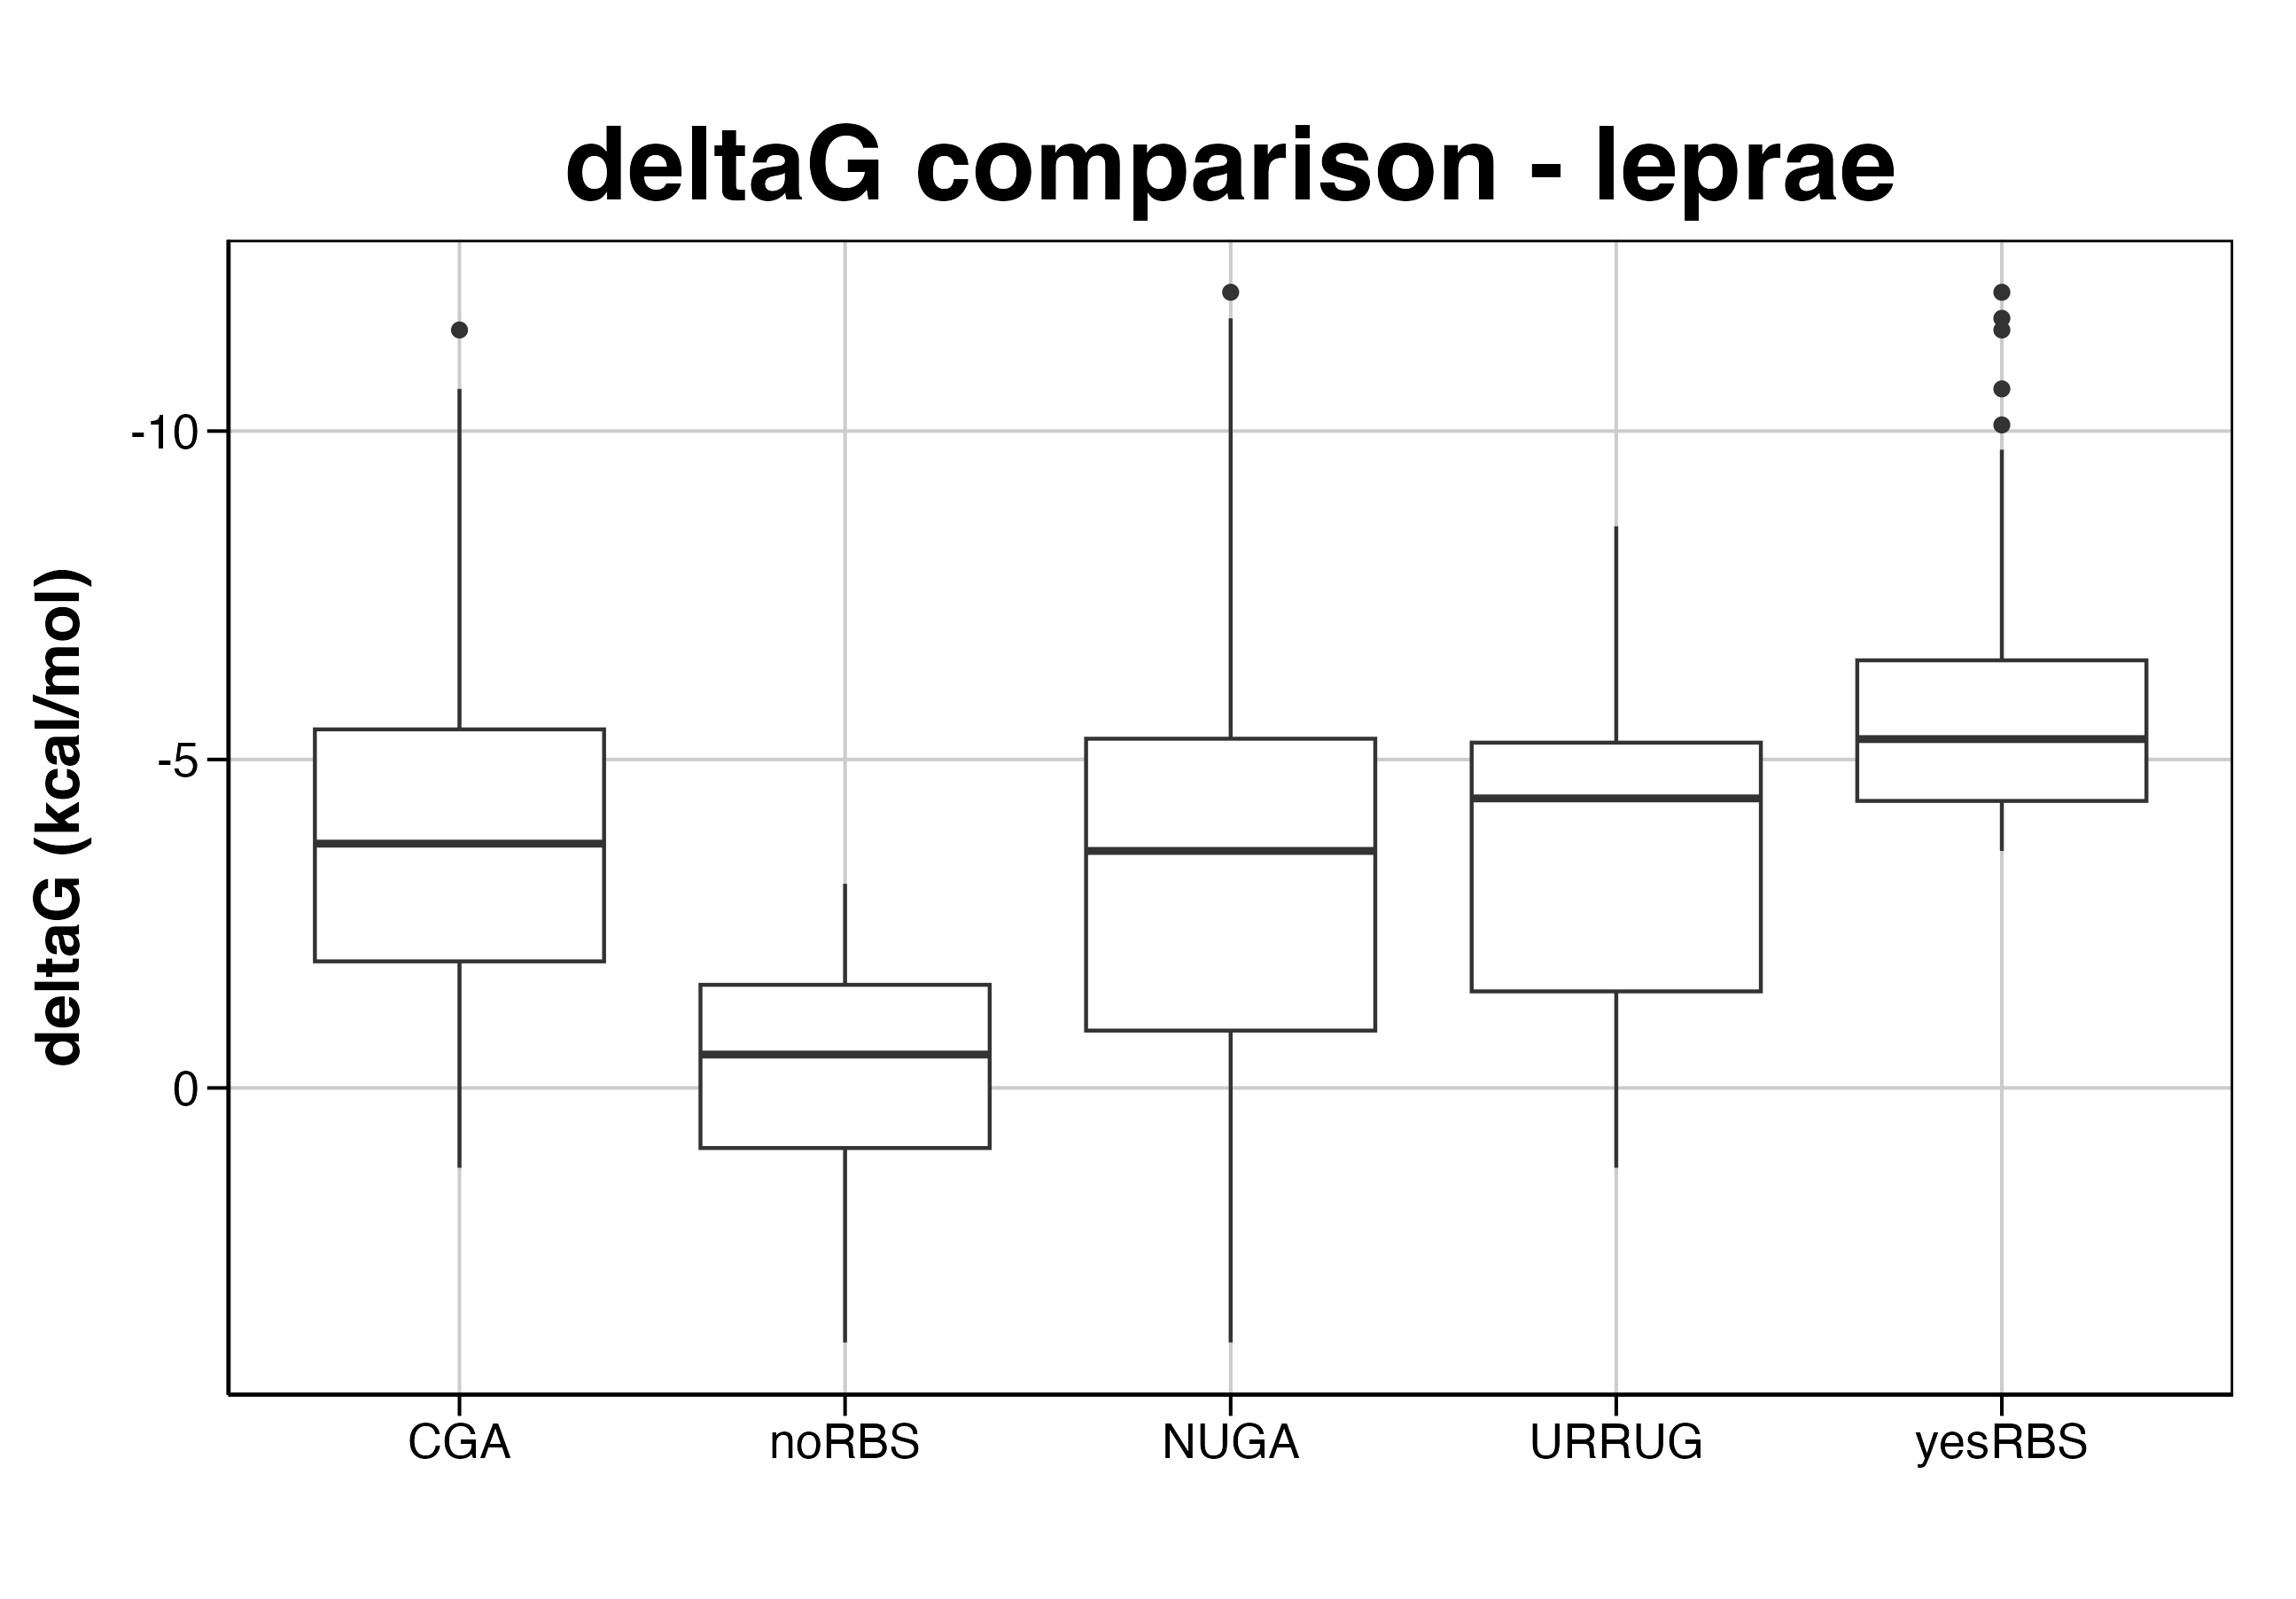 deltaG comparison - leprae
deltaG (kcal/mol)
-10
-5
0
CGA noRBS NUGA URRUG yesRBS